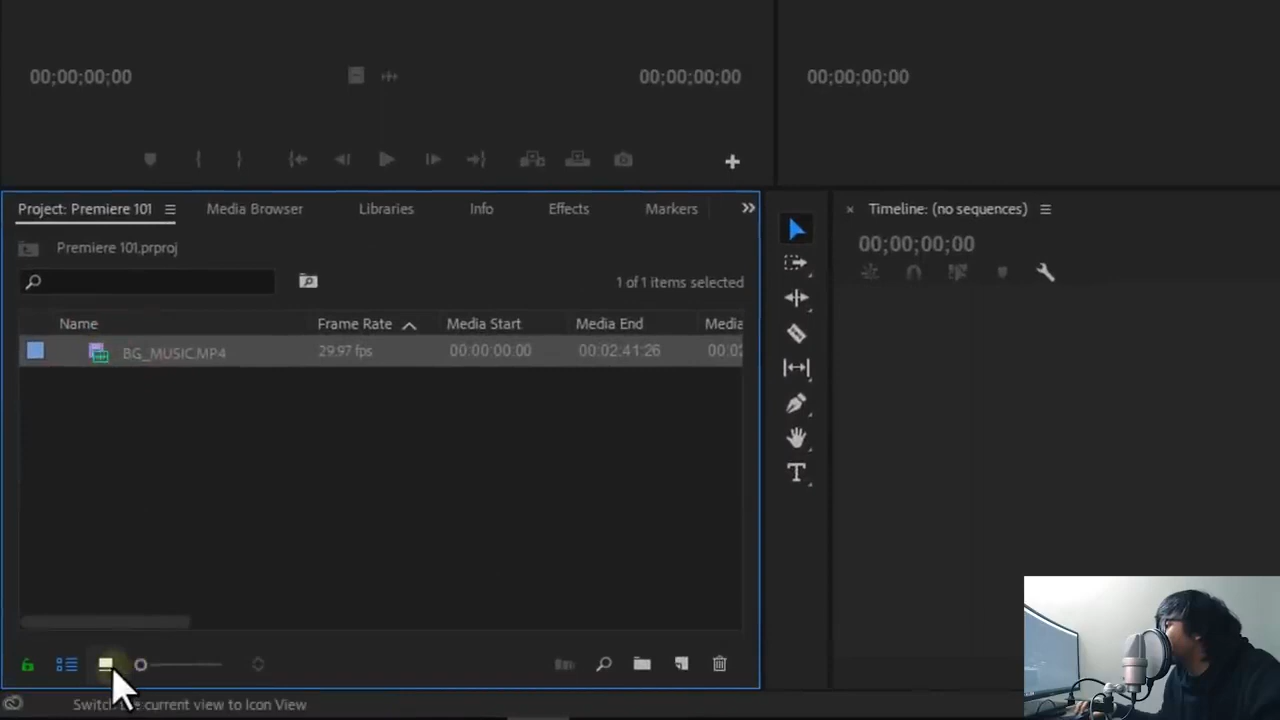 00;00;00;00
00;00;00;00
00;00;00;00
Project: Premiere 101
Media Browser
Libraries
Info
Effects
Markers
Timeline: (no sequences)
Premiere 101.prproj
00;00;00;00
1 of 1 items selected
Name
Frame Rate
Media Start
Media End
Media
BG_MUSIC.MP4
29.97 fps
00:00:00:00
00:02:41:26
00:02
Switch the current view to Icon View